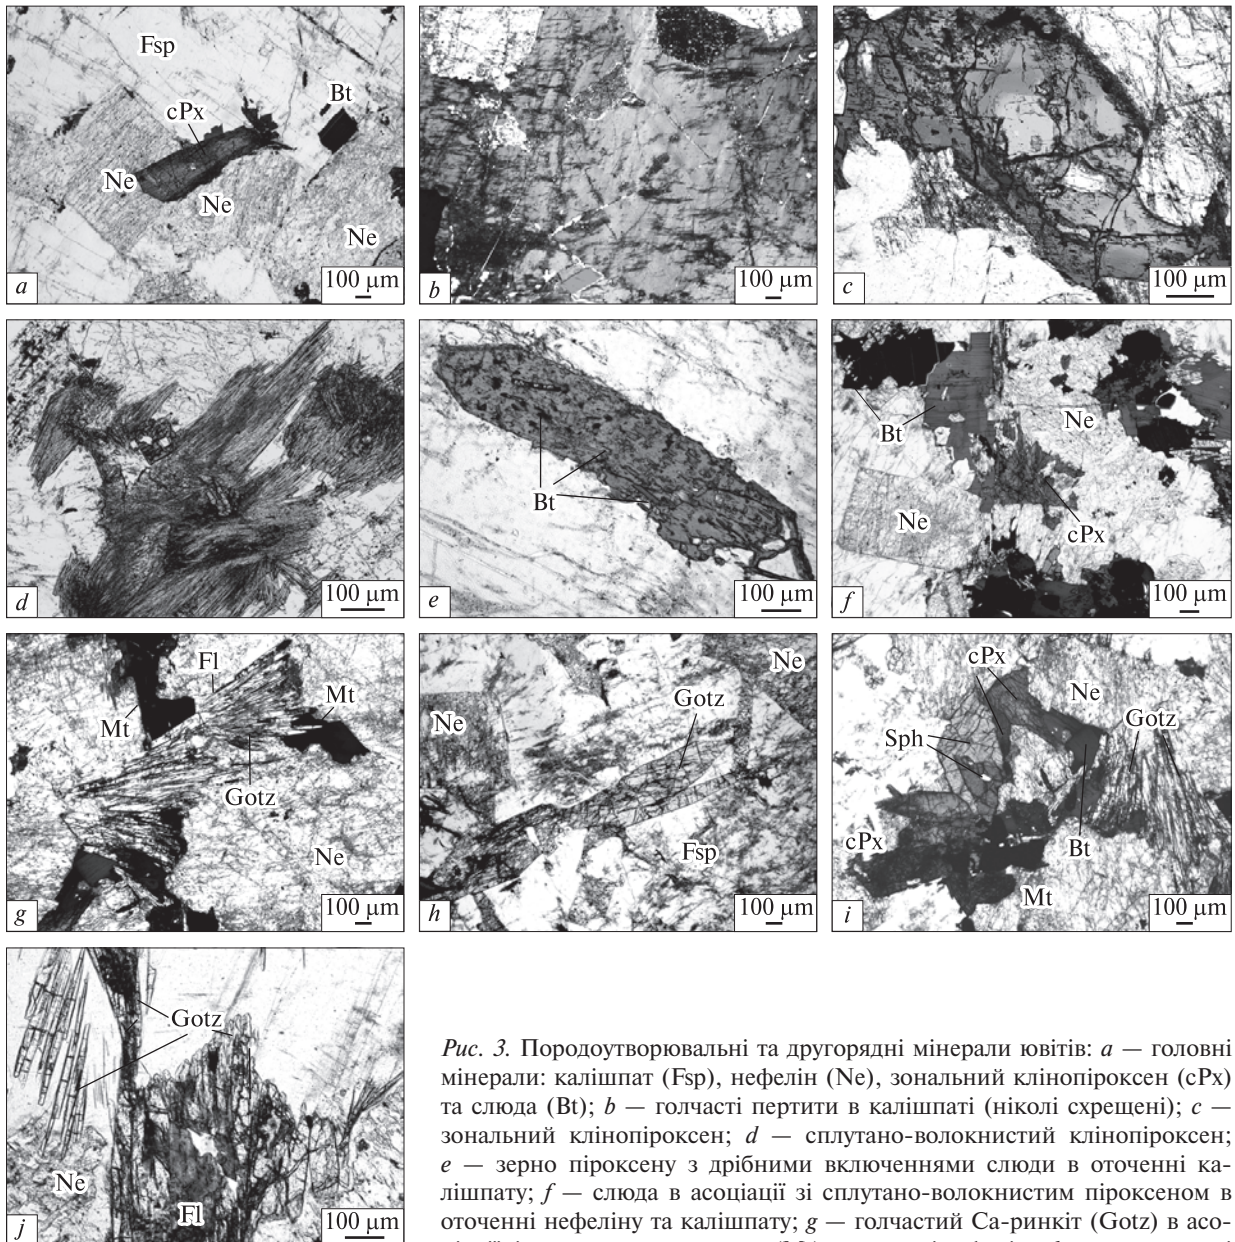 Fsp
Bt
cPx
Ne
Ne
Ne
a
100 µm
b
100 µm
c
100 µm
d
100 µm
Bt
e
100 µm
Bt
Ne
Ne
cPx
f
100 µm
Fl
Mt
Mt
Gotz
Ne
g
100 µm
Ne
Ne
Gotz
Fsp
h
100 µm
cPx
Ne
Gotz
Sph
cPx
Bt
Mt
i
100 µm
Gotz
Ne
Fl
j
100 µm
Рис. 3. Породоутворювальні та другорядні мінерали ювітів: a — головні
мінерали: калішпат (Fsp), нефелін (Ne), зональний клінопіроксен (cPx)
та слюда (Bt); b — голчасті пертити в калішпаті (ніколі схрещені); c —
зональний клінопіроксен; d — сплутано-волокнистий клінопіроксен;
e — зерно піроксену з дрібними включеннями слюди в оточенні ка-
лішпату; f — слюда в асоціації зі сплутано-волокнистим піроксеном в
оточенні нефеліну та калішпату; g — голчастий Ca-ринкіт (Gotz) в асо-